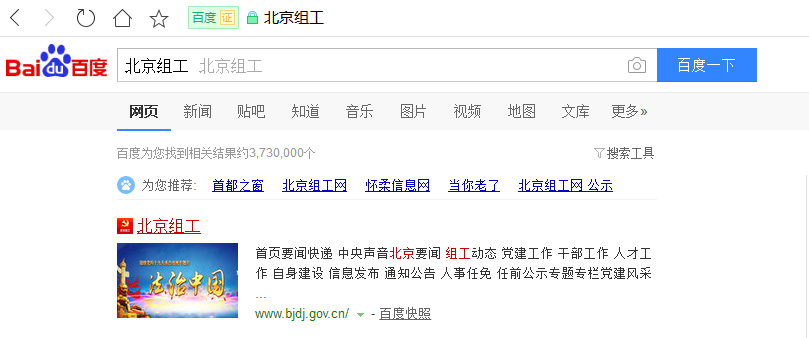 百度 证 北京组工
Bai du 百度 北京组工 北京组工 百度一下
网页 新闻 贴吧 知道 音乐 图片 视频 地图 文库 更多»
百度为您找到相关结果约3,730,000个 搜索工具
为您推荐: 首都之窗 北京组工网 怀柔信息网 当你老了 北京组工网 公示
北京组工
首页要闻快递 中央声音北京要闻 组工动态 党建工作 干部工作 人才工
作 自身建设 信息发布 通知公告 人事任免 任前公示专题专栏党建风采
...
法治中国
www.bjdj.gov.cn/ - 百度快照